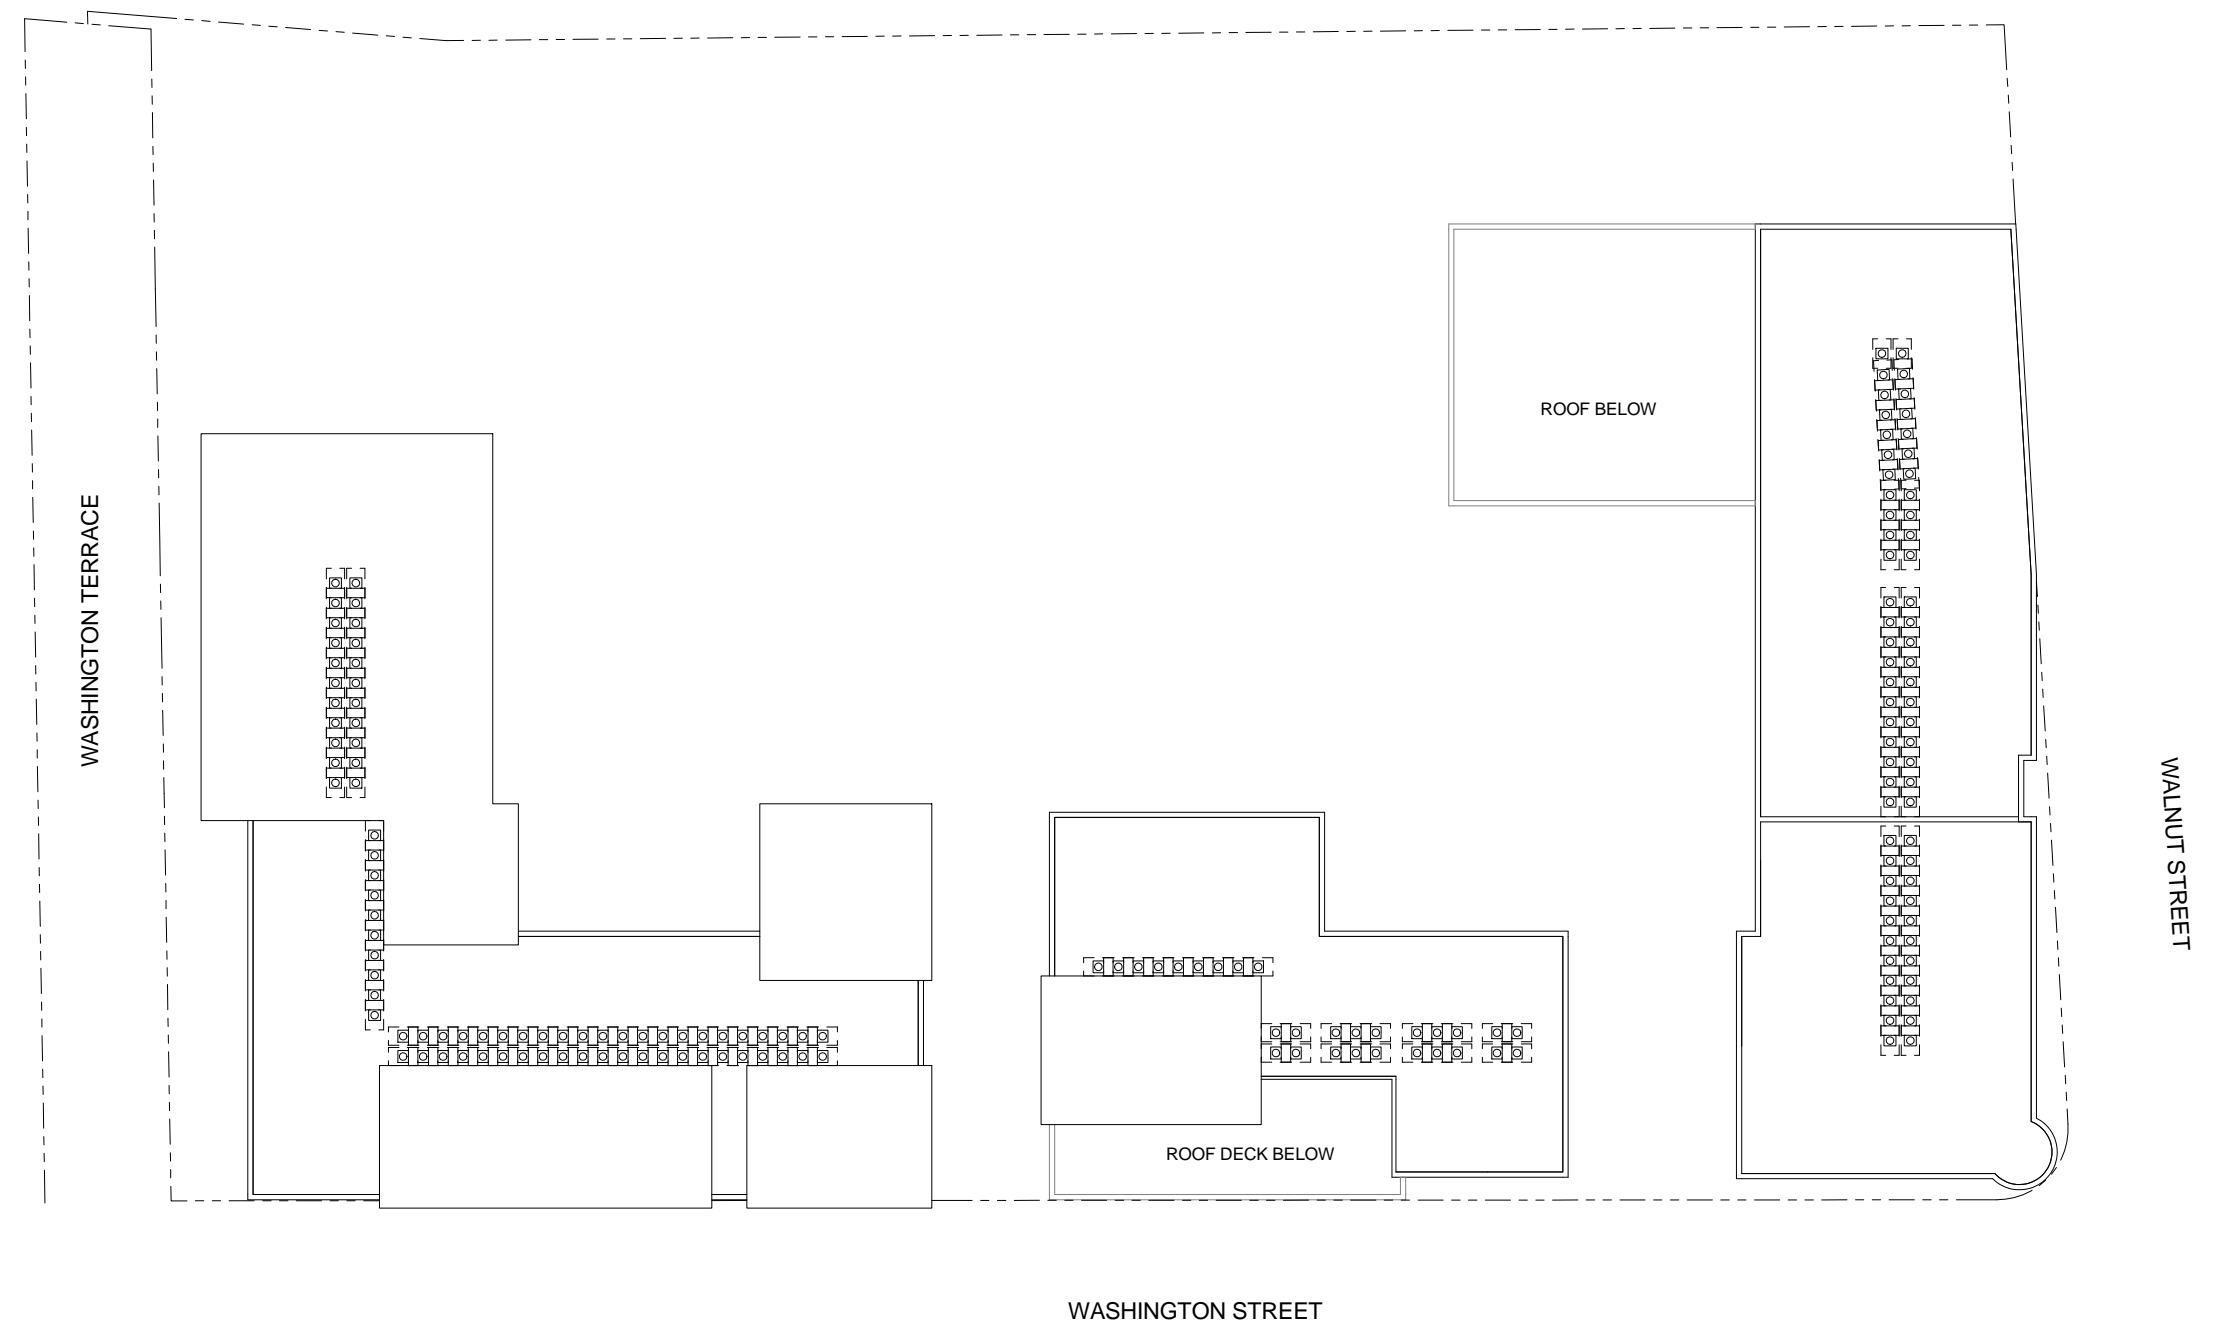 ROOF BELOW
WASHINGTON TERRACE
WALNUT STREET
ROOF DECK BELOW
WASHINGTON STREET